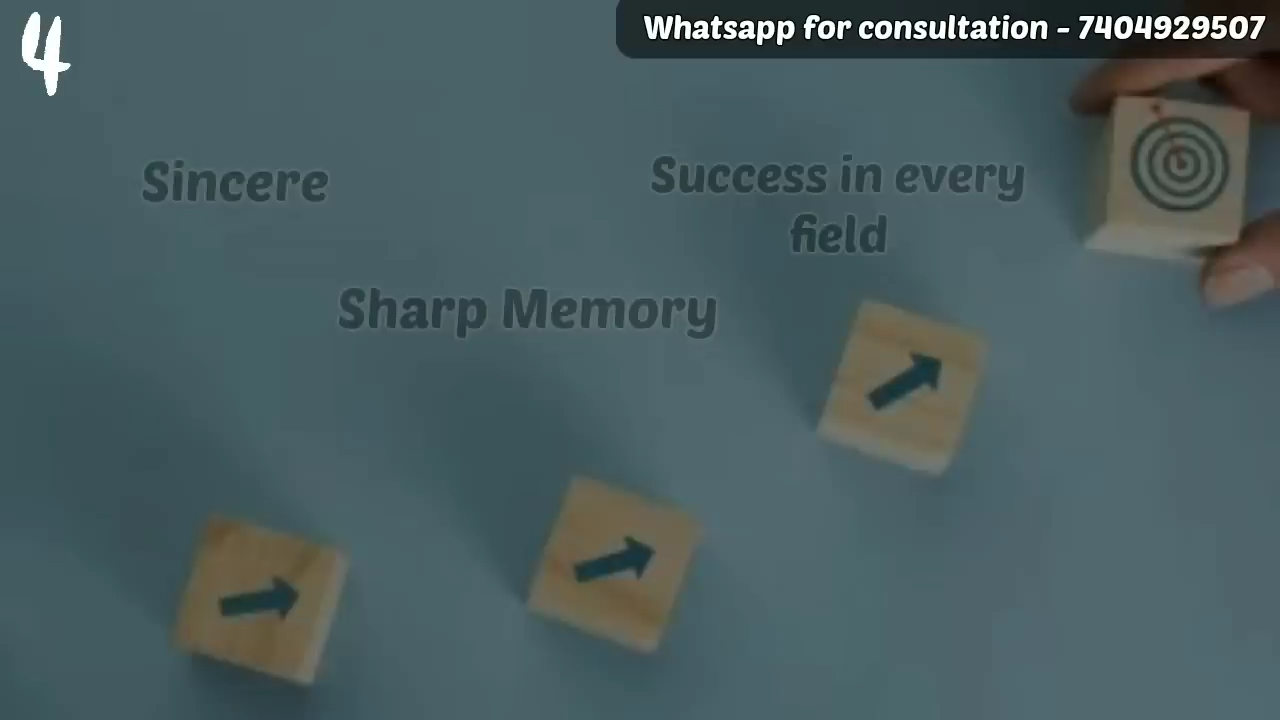 4
Whatsapp for consultation - 7404929507
Sincere
Success in every
field
Sharp Memory